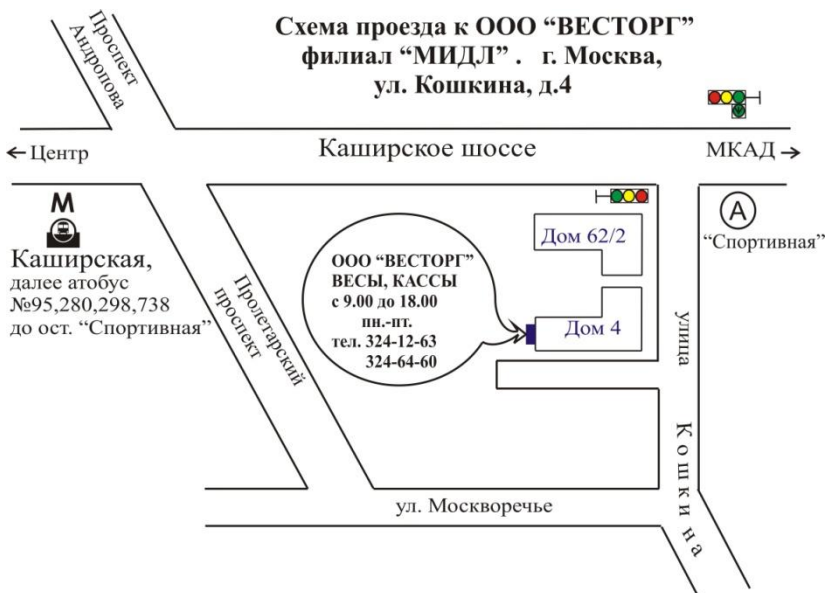 Схема проезда к ООО “ВЕСТОРГ”
филиал “МИДЛ” . г. Москва,
ул. Кошкина, д.4
Проспект
Андропова
←Центр
Каширское шоссе
МКАД→
М
Каширская,
далее атобус
№95,280,298,738
до ост. “Спортивная”
А
“Спортивная”
Пролетарский
проспект
ООО “ВЕСТОРГ”
ВЕСЫ, КАССЫ
с 9.00 до 18.00
пн.-пт.
тел. 324-12-63
324-64-60
Дом 62/2
Дом 4
улица Кошкина
ул. Москворечье